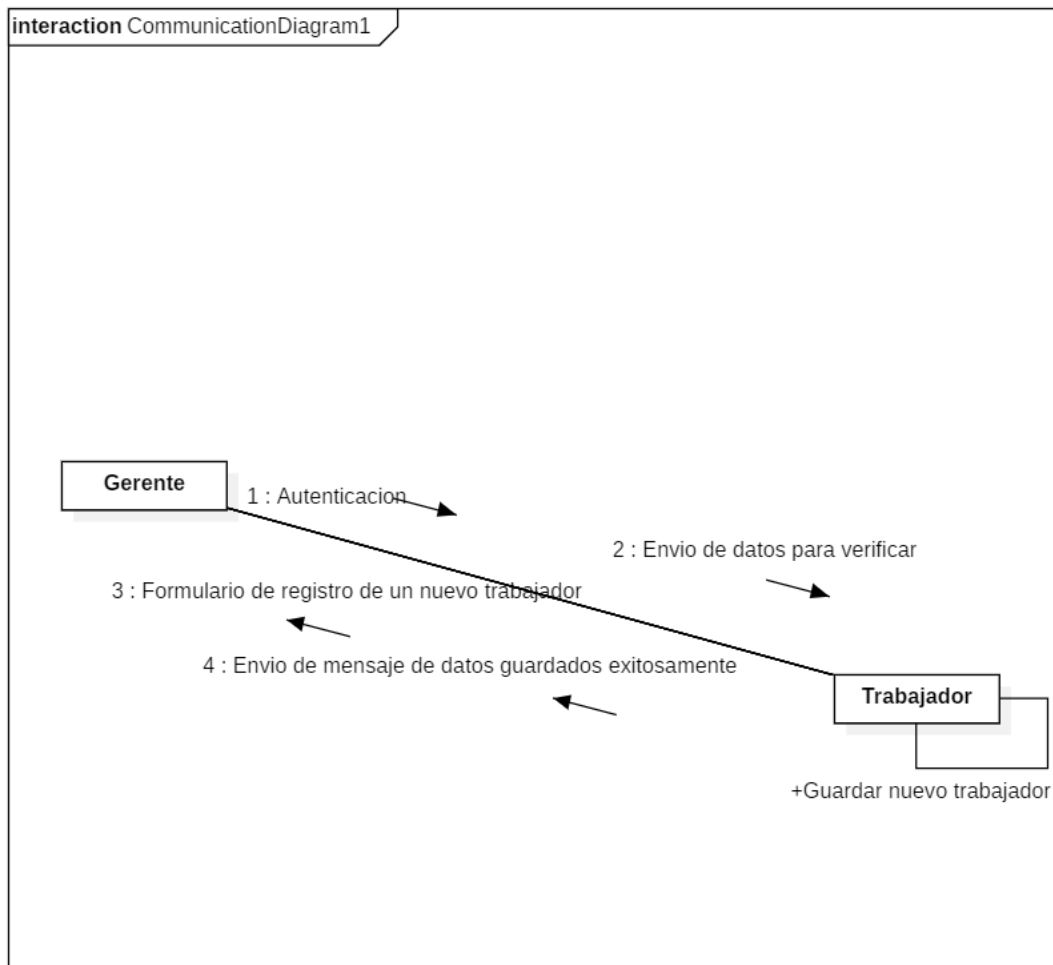 interaction CommunicationDiagram1
Gerente
1 : Autenticacion
2 : Envio de datos para verificar
3 : Formulario de registro de un nuevo trabajador
4 : Envio de mensaje de datos guardados exitosamente
Trabajador
+Guardar nuevo trabajador